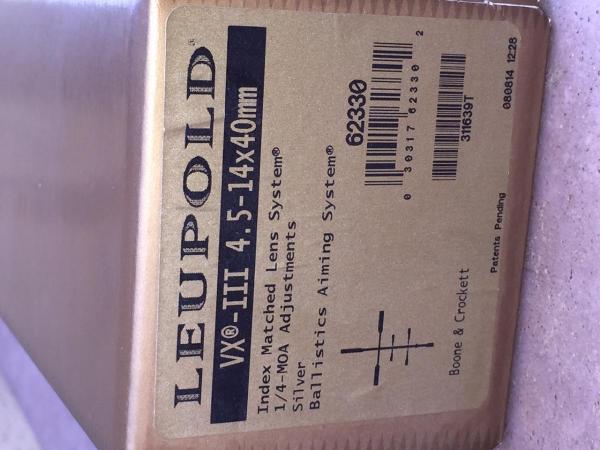 LEUPOLD®
VX®-III 4.5-14x40mm
Index Matched Lens System®
1/4-MOA Adjustments
Silver
Ballistics Aiming System®
Boone & Crockett
62330
0 30317 62330 2
311639T
Patents Pending
080814 12:28